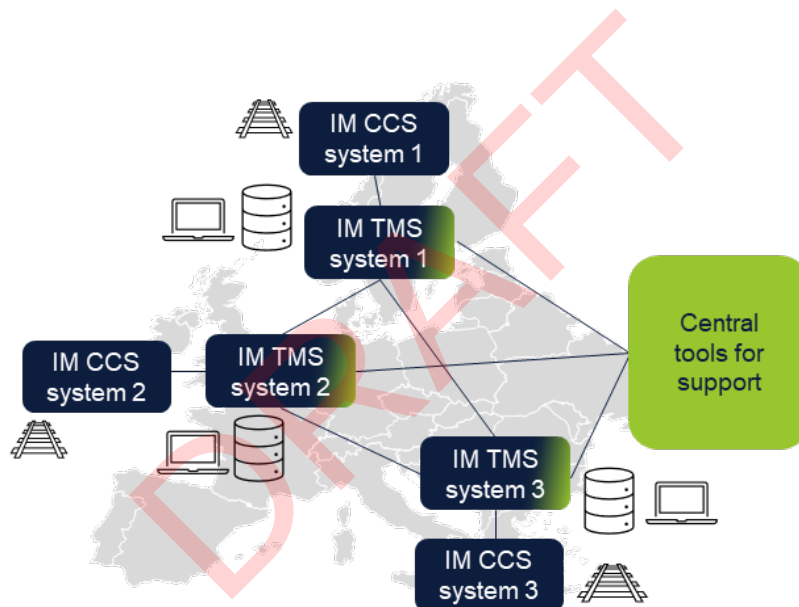 IM CCS
system 1
IM TMS
system 1
IM CCS
system 2
IM TMS
system 2
Central
tools for
support
IM TMS
system 3
IM CCS
system 3
DRAFT